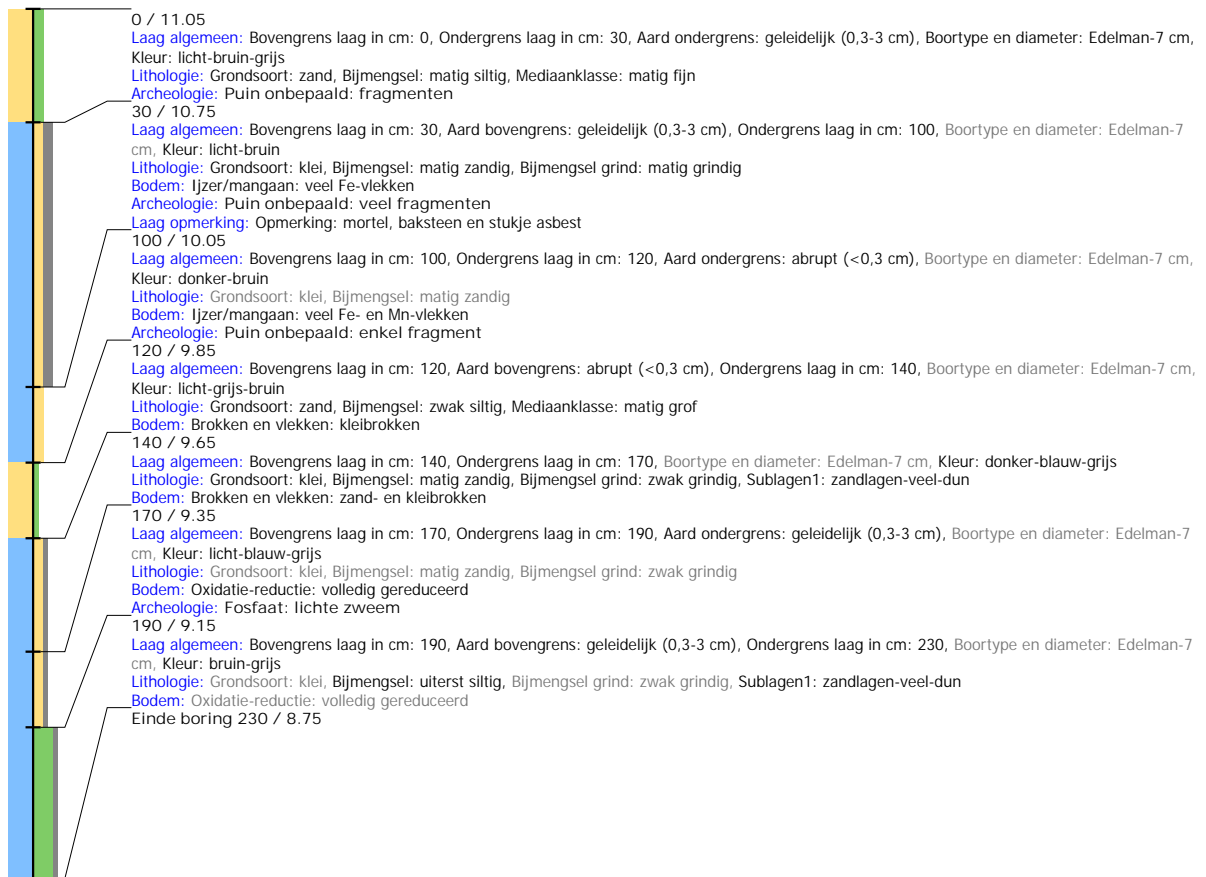 0 / 11.05
Laag algemeen: Bovengrens laag in cm: 0, Ondergrens laag in cm: 30, Aard ondergrens: geleidelijk (0,3-3 cm), Boortype en diameter: Edelman-7 cm,
Kleur: licht-bruin-grijs
Lithologie: Grondsoort: zand, Bijmengsel: matig siltig, Mediaanklasse: matig fijn
Archeologie: Puin onbepaald: fragmenten
30 / 10.75
Laag algemeen: Bovengrens laag in cm: 30, Aard bovengrens: geleidelijk (0,3-3 cm), Ondergrens laag in cm: 100, Boortype en diameter: Edelman-7
cm, Kleur: licht-bruin
Lithologie: Grondsoort: klei, Bijmengsel: matig zandig, Bijmengsel grind: matig grindig
Bodem: Ijzer/mangaan: veel Fe-vlekken
Archeologie: Puin onbepaald: veel fragmenten
Laag opmerking: Opmerking: mortel, baksteen en stukje asbest
100 / 10.05
Laag algemeen: Bovengrens laag in cm: 100, Ondergrens laag in cm: 120, Aard ondergrens: abrupt (<0,3 cm), Boortype en diameter: Edelman-7 cm,
Kleur: donker-bruin
Lithologie: Grondsoort: klei, Bijmengsel: matig zandig
Bodem: Ijzer/mangaan: veel Fe- en Mn-vlekken
Archeologie: Puin onbepaald: enkel fragment
120 / 9.85
Laag algemeen: Bovengrens laag in cm: 120, Aard bovengrens: abrupt (<0,3 cm), Ondergrens laag in cm: 140, Boortype en diameter: Edelman-7 cm,
Kleur: licht-grijs-bruin
Lithologie: Grondsoort: zand, Bijmengsel: zwak siltig, Mediaanklasse: matig grof
Bodem: Brokken en vlekken: kleibrokken
140 / 9.65
Laag algemeen: Bovengrens laag in cm: 140, Ondergrens laag in cm: 170, Boortype en diameter: Edelman-7 cm, Kleur: donker-blauw-grijs
Lithologie: Grondsoort: klei, Bijmengsel: matig zandig, Bijmengsel grind: zwak grindig, Sublagen1: zandlagen-veel-dun
Bodem: Brokken en vlekken: zand- en kleibrokken
170 / 9.35
Laag algemeen: Bovengrens laag in cm: 170, Ondergrens laag in cm: 190, Aard ondergrens: geleidelijk (0,3-3 cm), Boortype en diameter: Edelman-7
cm, Kleur: licht-blauw-grijs
Lithologie: Grondsoort: klei, Bijmengsel: matig zandig, Bijmengsel grind: zwak grindig
Bodem: Oxidatie-reductie: volledig gereduceerd
Archeologie: Fosfaat: lichte zweem
190 / 9.15
Laag algemeen: Bovengrens laag in cm: 190, Aard bovengrens: geleidelijk (0,3-3 cm), Ondergrens laag in cm: 230, Boortype en diameter: Edelman-7
cm, Kleur: bruin-grijs
Lithologie: Grondsoort: klei, Bijmengsel: uiterst siltig, Bijmengsel grind: zwak grindig, Sublagen1: zandlagen-veel-dun
Bodem: Oxidatie-reductie: volledig gereduceerd
Einde boring 230 / 8.75